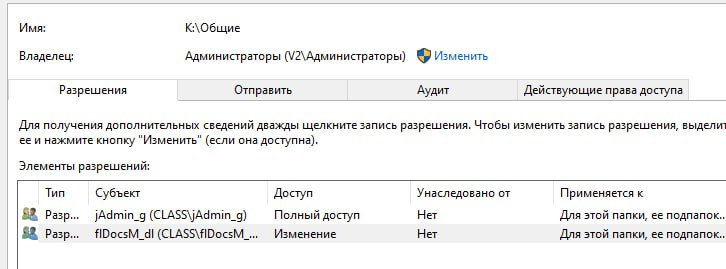 Имя: K:\Общие
Владелец: Администраторы (V2\Администраторы) Изменить
Разрешения Отправить Аудит Действующие права доступа
Для получения дополнительных сведений дважды щелкните запись разрешения. Чтобы изменить запись разрешения, выделит
ее и нажмите кнопку "Изменить" (если она доступна).
Элементы разрешений:
Тип Субъект Доступ Унаследовано от Применяется к
Разр... jAdmin_g (CLASS\jAdmin_g) Полный доступ Нет Для этой папки, ее подпапок...
Разр... flDocsM_dl (CLASS\flDocsM_... Изменение Нет Для этой папки, ее подпапок...